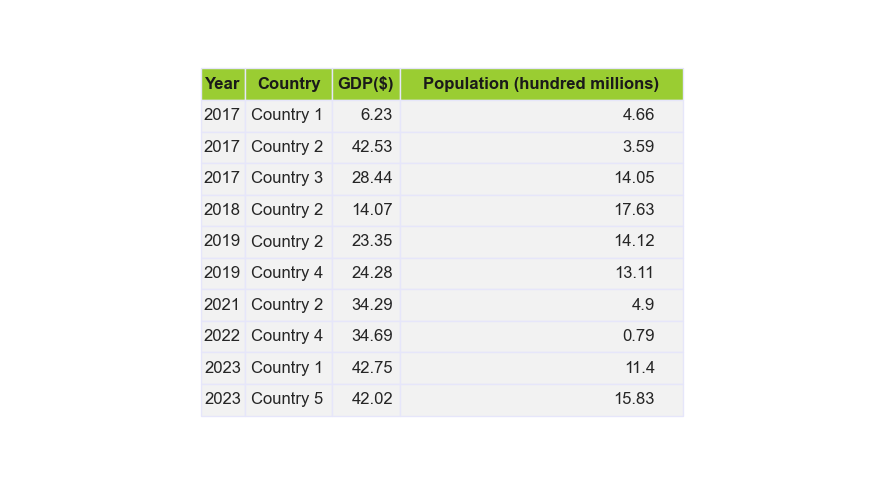 Year Country GDP($) Population (hundred millions)
2017 Country 1 6.23 4.66
2017 Country 2 42.53 3.59
2017 Country 3 28.44 14.05
2018 Country 2 14.07 17.63
2019 Country 2 23.35 14.12
2019 Country 4 24.28 13.11
2021 Country 2 34.29 4.9
2022 Country 4 34.69 0.79
2023 Country 1 42.75 11.4
2023 Country 5 42.02 15.83